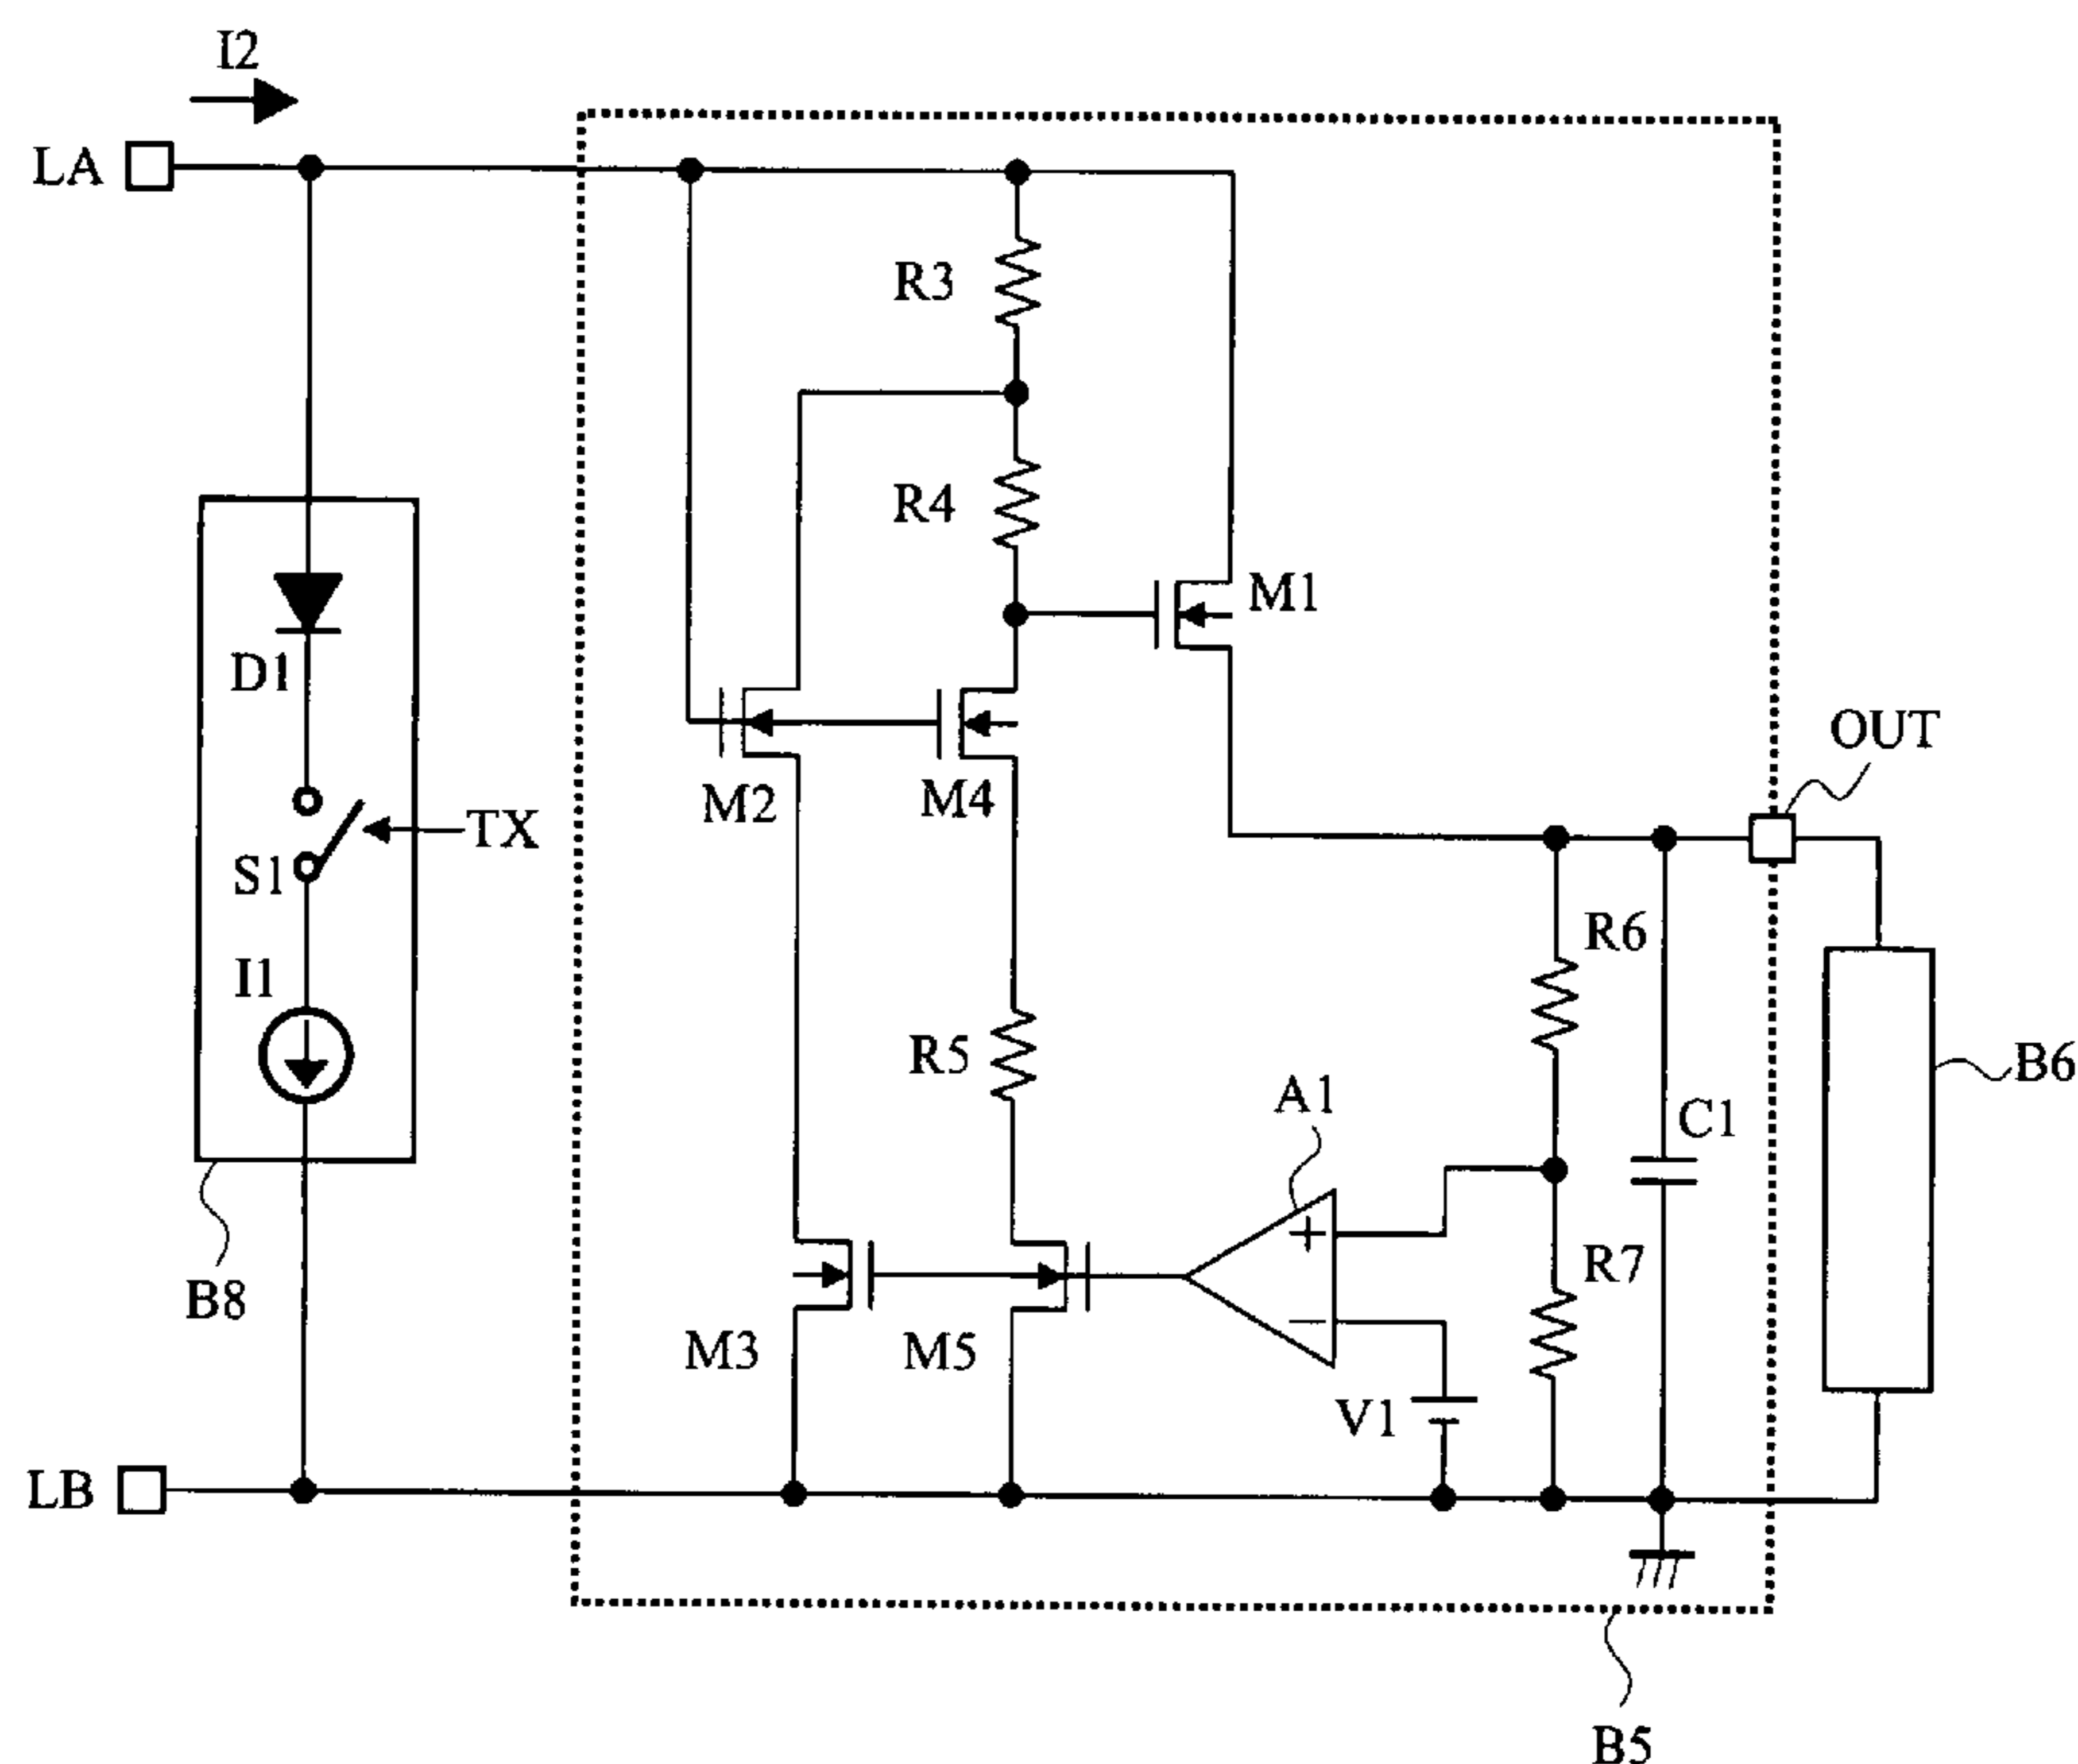 I2
LA
R3
R4
M1
D1
OUT
M2
M4
TX
S1
R6
I1
R5
B6
A1
C1
+
R7
B8
M3
M5
−
V1
LB
B5